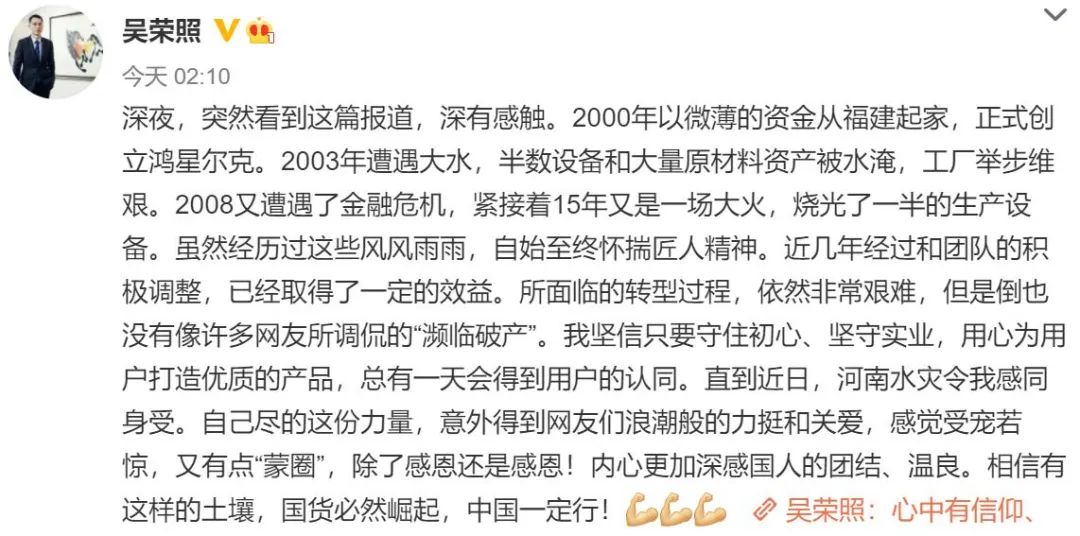 吴荣照
今天 02:10
深夜，突然看到这篇报道，深有感触。2000年以微薄的资金从福建起家，正式创
立鸿星尔克。2003年遭遇大水，半数设备和大量原材料资产被水淹，工厂举步维
艰。2008又遭遇了金融危机，紧接着15年又是一场大火，烧光了一半的生产设
备。虽然经历过这些风风雨雨，自始至终怀揣匠人精神。近几年经过和团队的积
极调整，已经取得了一定的效益。所面临的转型过程，依然非常艰难，但是倒也
没有像许多网友所调侃的“濒临破产”。我坚信只要守住初心、坚守实业，用心为用
户打造优质的产品，总有一天会得到用户的认同。直到近日，河南水灾令我感同
身受。自己尽的这份力量，意外得到网友们浪潮般的力挺和关爱，感觉受宠若
惊，又有点“蒙圈”，除了感恩还是感恩！内心更加深感国人的团结、温良。相信有
这样的土壤，国货必然崛起，中国一定行！💪💪💪 吴荣照：心中有信仰、